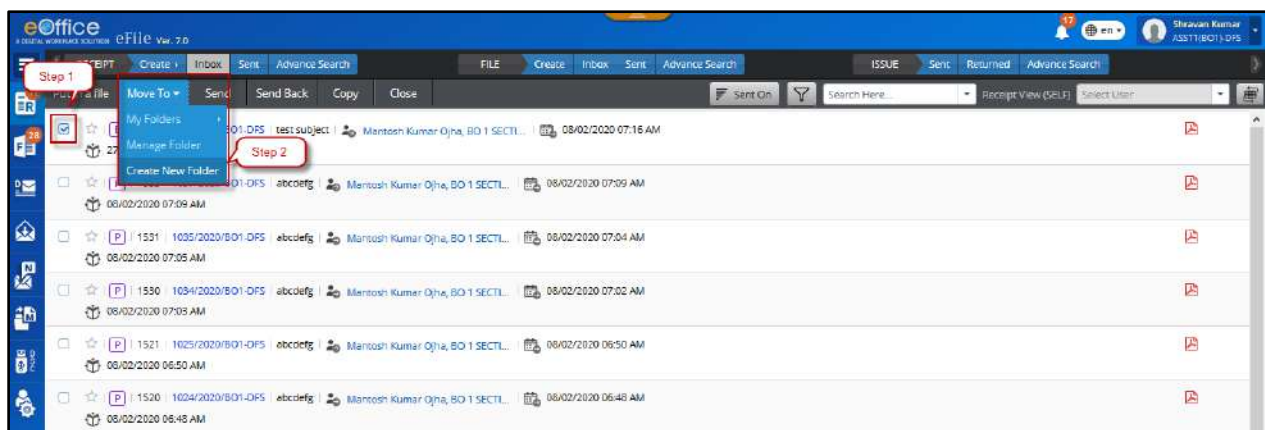 eOffice
A DIGITAL WORKPLACE SOLUTION eFile Ver. 7.0
17
en
Shravan Kumar
ASSTT(BO1)-DFS
Create Inbox Sent Advance Search
FILE Create Inbox Sent Advance Search
ISSUE Sent Returned Advance Search
Step 1
a file Move To Send Send Back Copy Close
Sent On Search Here... Receipt View (SELF) Select User
My Folders
Manage Folder
Create New Folder
Step 2
28
BO1-DFS test subject Mantosh Kumar Ojha, BO 1 SECTI... 08/02/2020 07:16 AM
27
BO1-DFS abcdefg Mantosh Kumar Ojha, BO 1 SECTI... 08/02/2020 07:09 AM
08/02/2020 07:09 AM
P 1531 1035/2020/BO1-DFS abcdefg Mantosh Kumar Ojha, BO 1 SECTI... 08/02/2020 07:04 AM
08/02/2020 07:05 AM
P 1530 1034/2020/BO1-DFS abcdefg Mantosh Kumar Ojha, BO 1 SECTI... 08/02/2020 07:02 AM
08/02/2020 07:03 AM
P 1521 1025/2020/BO1-DFS abcdefg Mantosh Kumar Ojha, BO 1 SECTI... 08/02/2020 06:50 AM
08/02/2020 06:50 AM
P 1520 1024/2020/BO1-DFS abcdefg Mantosh Kumar Ojha, BO 1 SECTI... 08/02/2020 06:48 AM
08/02/2020 06:48 AM